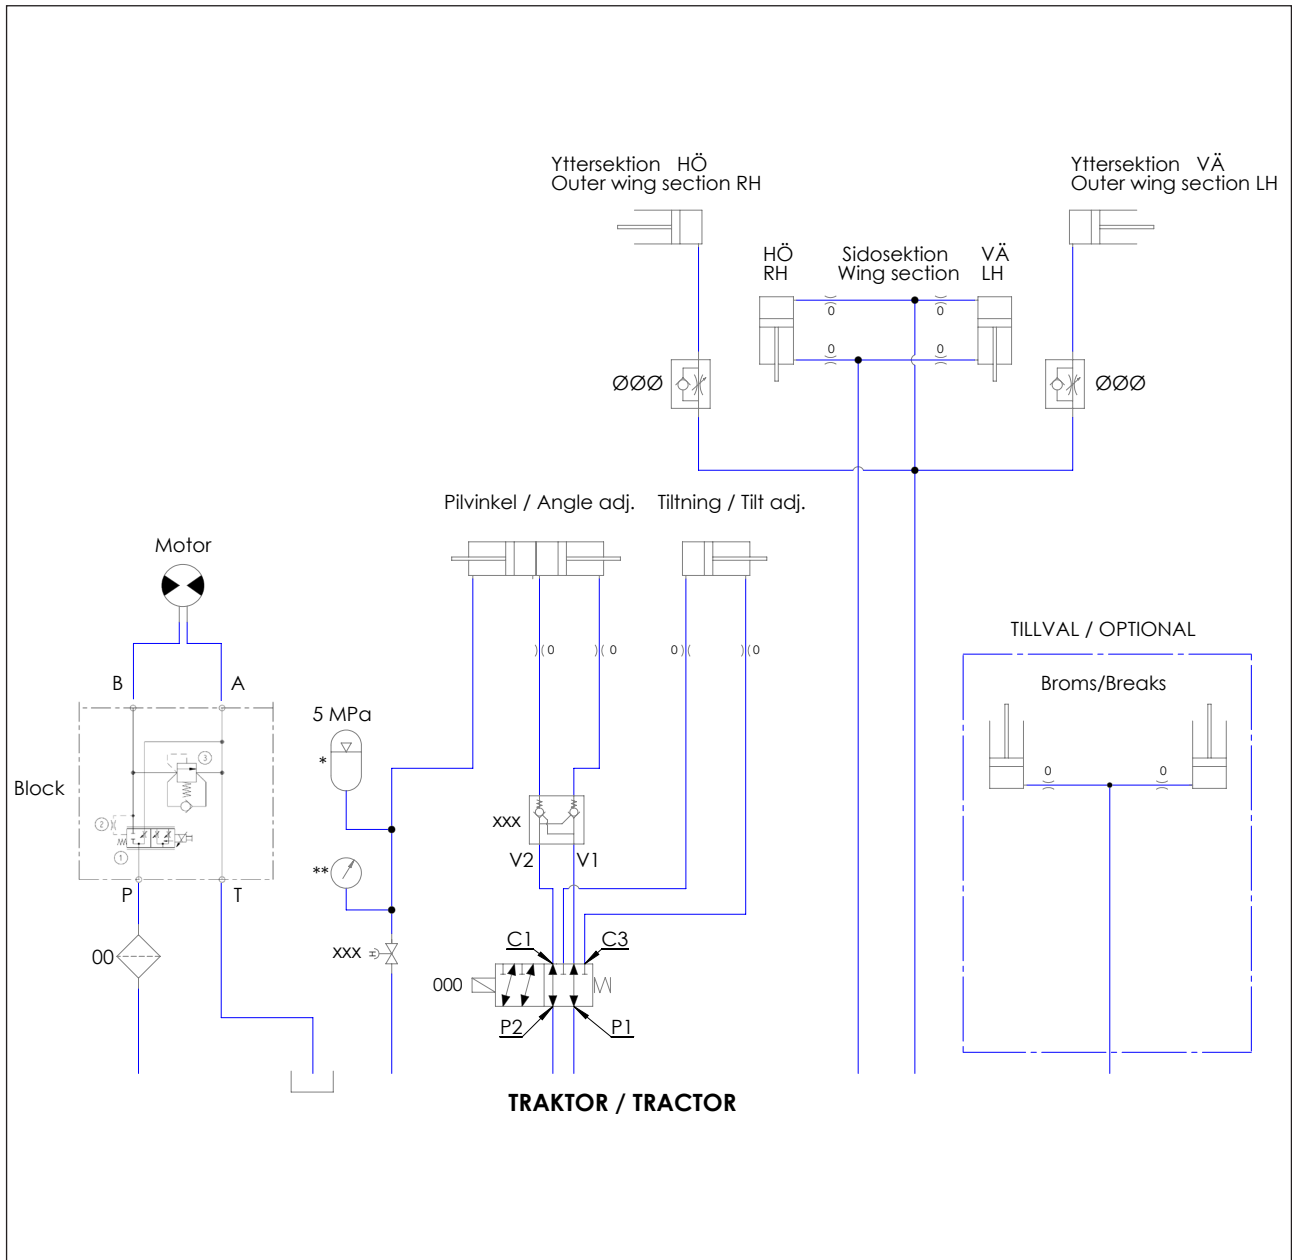 Yttersektion HÖ
Outer wing section RH
Yttersektion VÄ
Outer wing section LH
HÖ
RH
Sidosektion
Wing section
VÄ
LH
0
0
0
0
ØØØ
ØØØ
Pilvinkel / Angle adj.
Tiltning / Tilt adj.
Motor
0
0
0
0
TILLVAL / OPTIONAL
Broms/Breaks
0
0
B
A
5 MPa
*
3
Block
2
1
xxx
V2
V1
P
T
**
00
xxx
C1
C3
000
P2
P1
TRAKTOR / TRACTOR